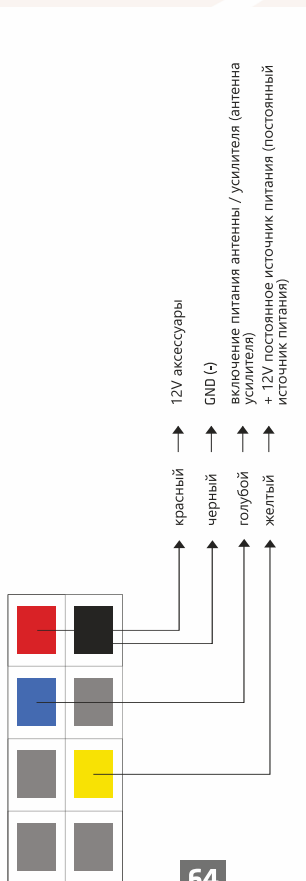 красный
12V аксессуары
черный
GND (-)
голубой
включение питания антенны / усилителя (антенна
усилителя)
желтый
+ 12V постоянное источник питания (постоянный
источник питания)
64